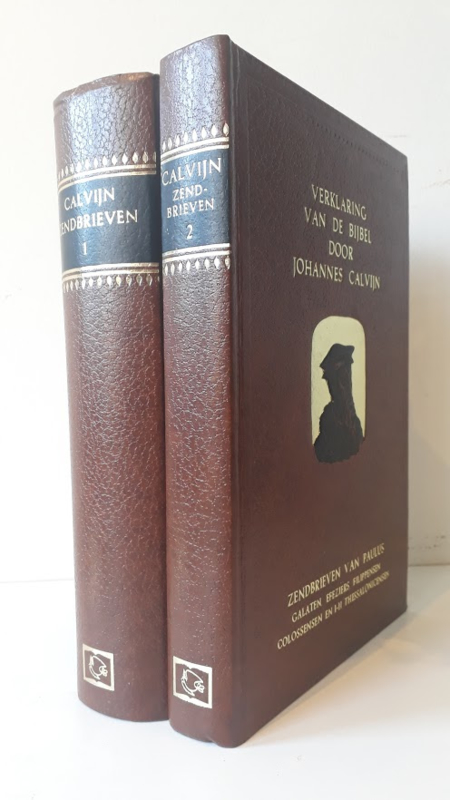 CALVIJN
ZENDBRIEVEN
1
CALVIJN
ZEND-
BRIEVEN
2
VERKLARING
VAN DE BIJBEL
DOOR
JOHANNES CALVIJN
ZENDBRIEVEN VAN PAULUS
GALATEN EFEZIERS FILIPPENSEN
COLOSSENSEN EN I-II THESSALONICENSEN